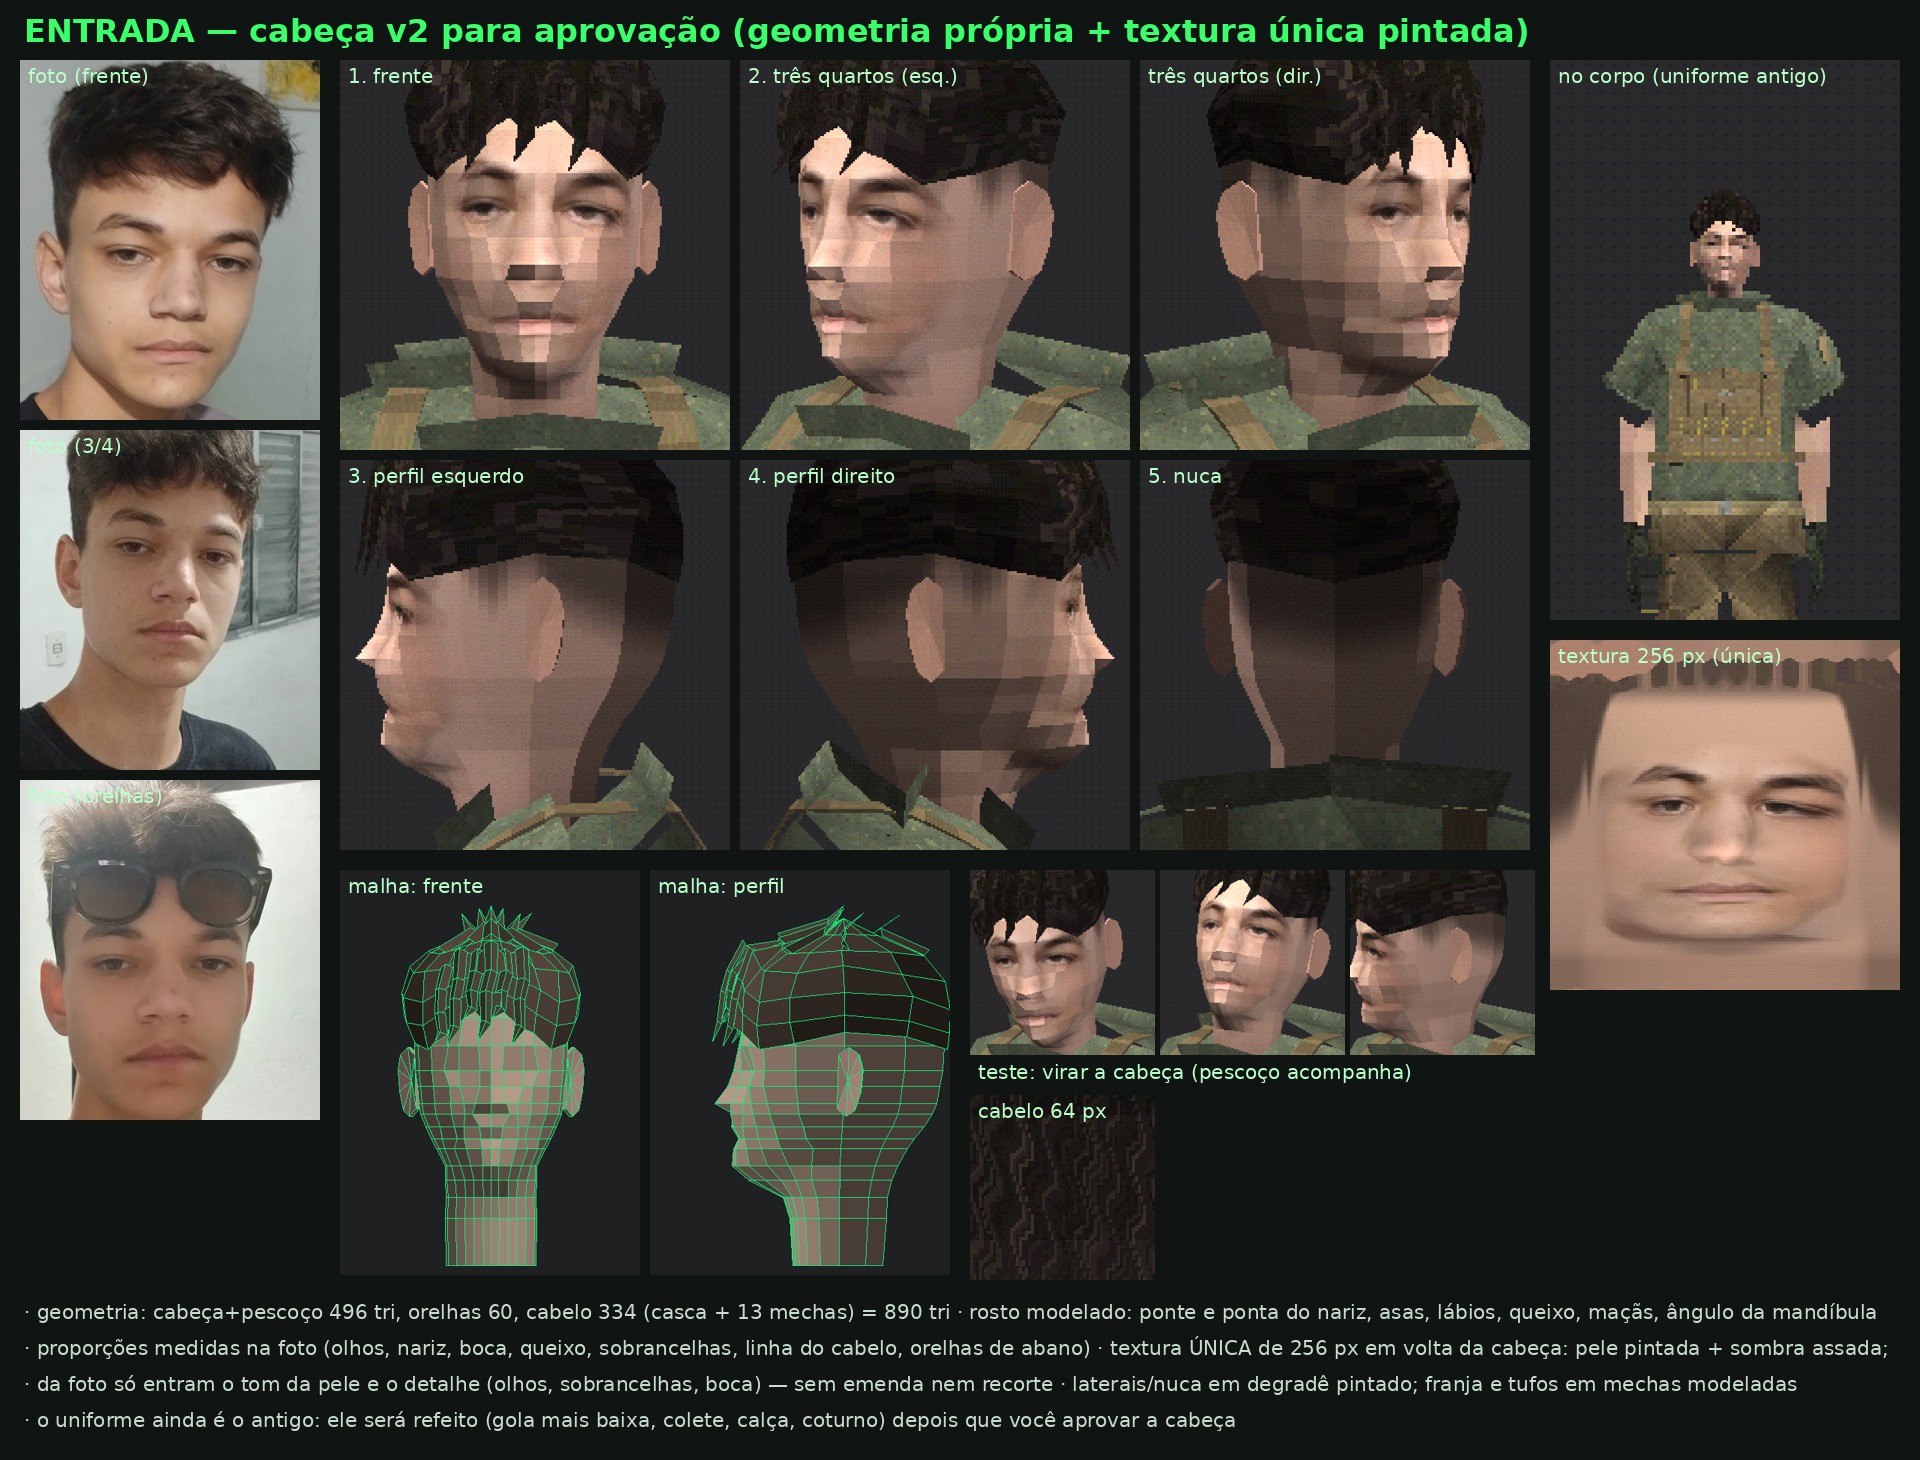 ENTRADA — cabeça v2 para aprovação (geometria própria + textura única pintada)
foto (frente)
1. frente
2. três quartos (esq.)
três quartos (dir.)
no corpo (uniforme antigo)
foto (3/4)
3. perfil esquerdo
4. perfil direito
5. nuca
textura 256 px (única)
foto (orelhas)
malha: frente
malha: perfil
teste: virar a cabeça (pescoço acompanha)
cabelo 64 px
· geometria: cabeça+pescoço 496 tri, orelhas 60, cabelo 334 (casca + 13 mechas) = 890 tri · rosto modelado: ponte e ponta do nariz, asas, lábios, queixo, maçãs, ângulo da mandíbula
· proporções medidas na foto (olhos, nariz, boca, queixo, sobrancelhas, linha do cabelo, orelhas de abano) · textura ÚNICA de 256 px em volta da cabeça: pele pintada + sombra assada;
· da foto só entram o tom da pele e o detalhe (olhos, sobrancelhas, boca) — sem emenda nem recorte · laterais/nuca em degradê pintado; franja e tufos em mechas modeladas
· o uniforme ainda é o antigo: ele será refeito (gola mais baixa, colete, calça, coturno) depois que você aprovar a cabeça